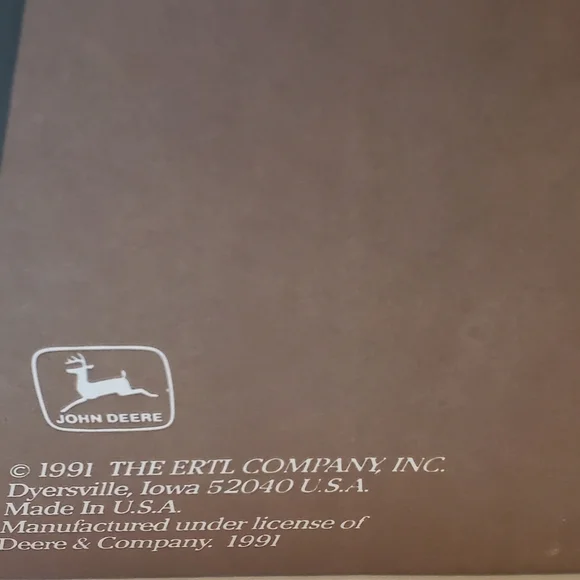 JOHN DEERE
© 1991 THE ERTL COMPANY, INC.
Dyersville, Iowa 52040 U.S.A.
Made In U.S.A.
Manufactured under license of
Deere & Company. 1991